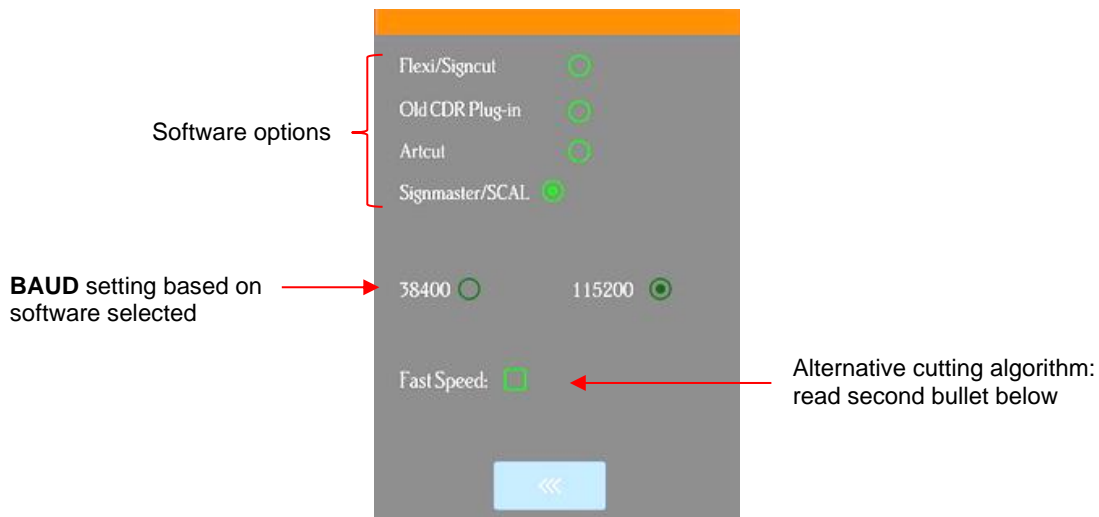 Flexi/Signcut
Old CDR Plug-in
Software options
Artcut
Signmaster/SCAL
BAUD setting based on
software selected
38400
115200
Fast Speed:
Alternative cutting algorithm:
read second bullet below
<<<